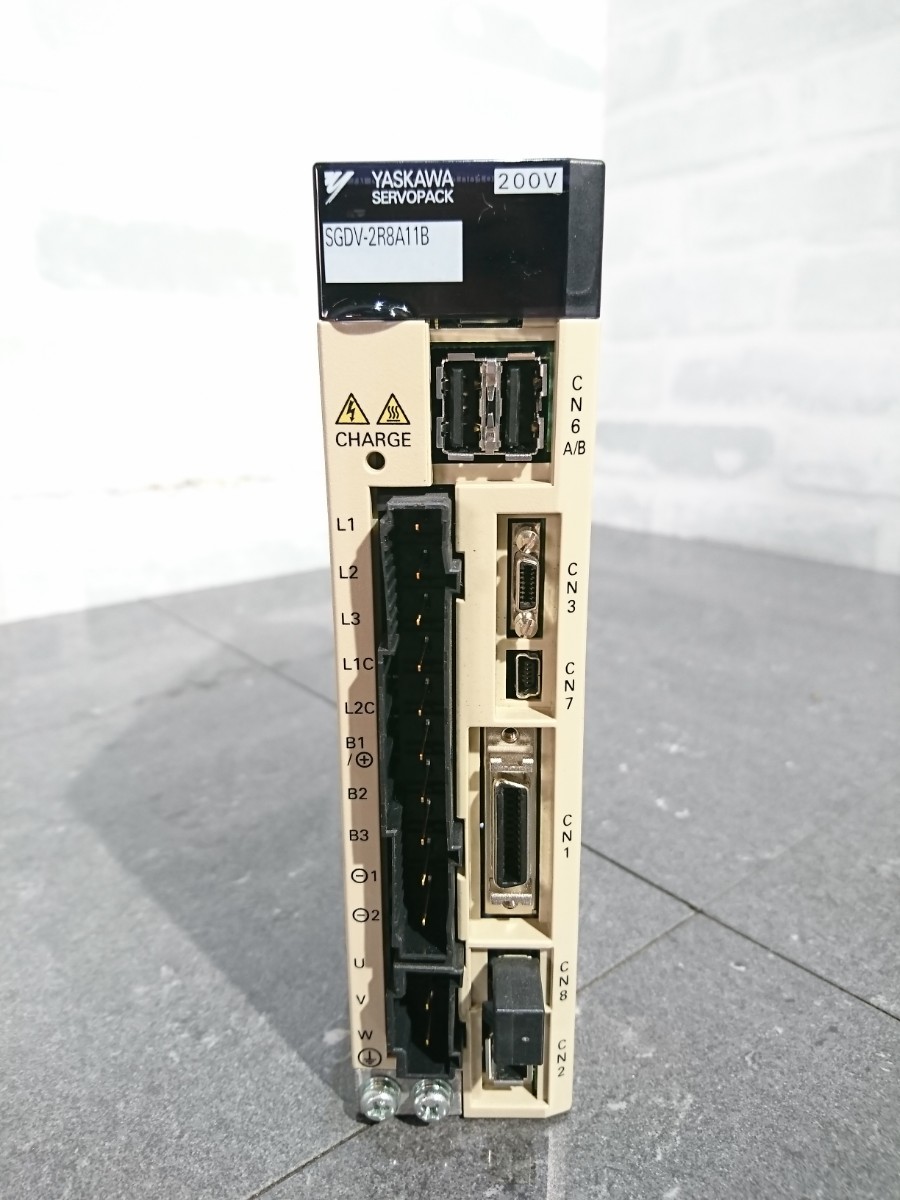 YASKAWA
SERVOPACK
200V
SGDV-2R8A11B
CHARGE
CN6
A/B
L1
L2
L3
L1C
L2C
B1
/⊕
B2
B3
⊖1
⊖2
U
V
W
CN3
CN7
CN1
CN8
CN2